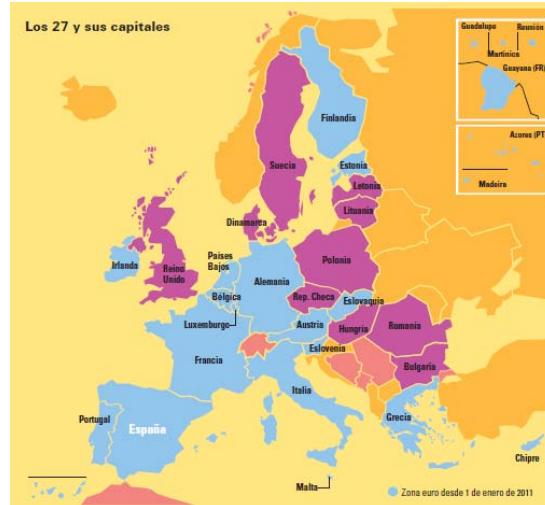 Los 27 y sus capitales
Guadalupe
Reunión
Martinica
Guayana (FR)
Azores (PT)
Madeira
Finlandia
Suecia
Estonia
Letonia
Lituania
Dinamarca
Irlanda
Reino
Unido
Países
Bajos
Polonia
Alemania
Bélgica
Rep. Checa
Eslovaquia
Luxemburgo
Austria
Hungría
Rumania
Francia
Eslovenia
Bulgaria
Italia
Portugal
España
Grecia
Chipre
Malta
Zona euro desde 1 de enero de 2011